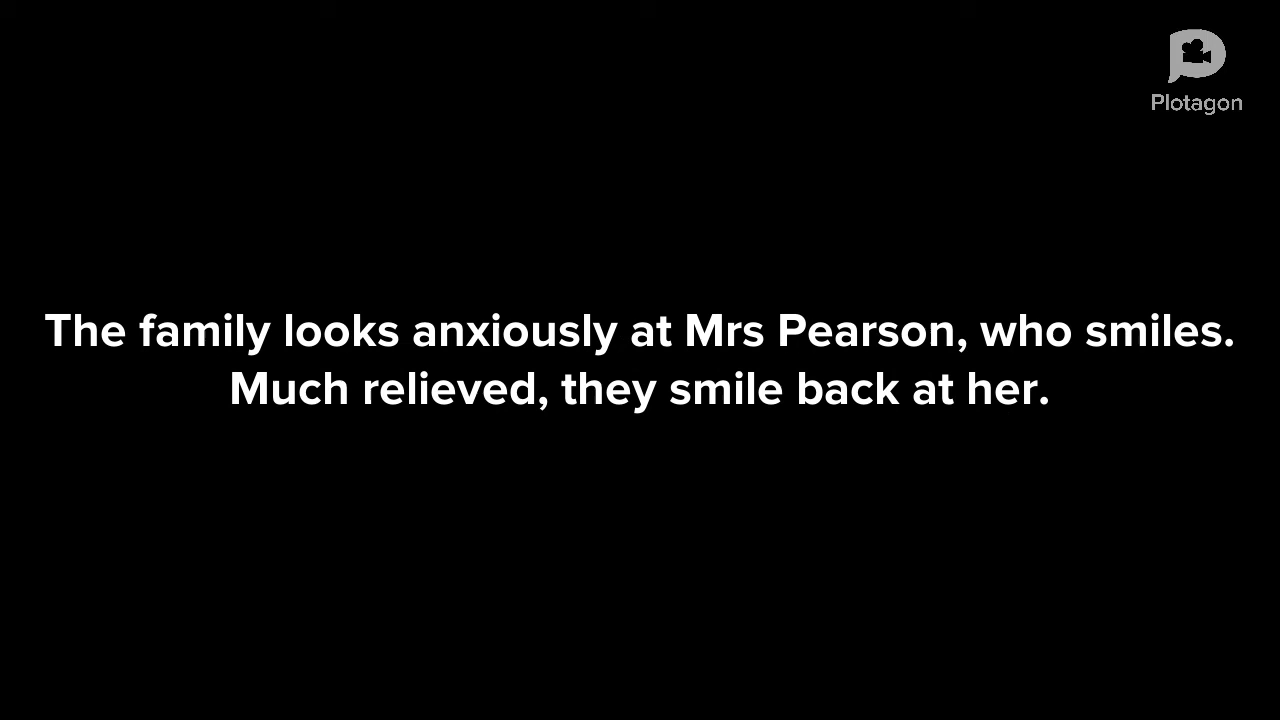 Plotagon
The family looks anxiously at Mrs Pearson, who smiles.
Much relieved, they smile back at her.